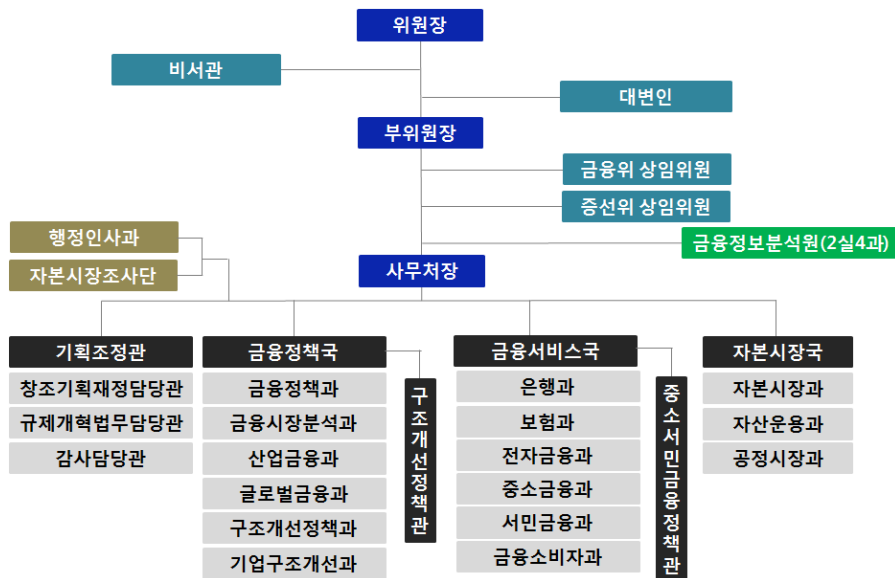 위원장
비서관
대변인
부위원장
금융위 상임위원
증선위 상임위원
행정인사과
금융정보분석원(2실4과)
자본시장조사단
사무처장
기획조정관
창조기획재정담당관
규제개혁법무담당관
감사담당관
금융정책국
금융정책과
금융시장분석과
산업금융과
글로벌금융과
구조개선정책과
기업구조개선과
구조개선정책관
금융서비스국
은행과
보험과
전자금융과
중소금융과
서민금융과
금융소비자과
중소서민금융정책관
자본시장국
자본시장과
자산운용과
공정시장과